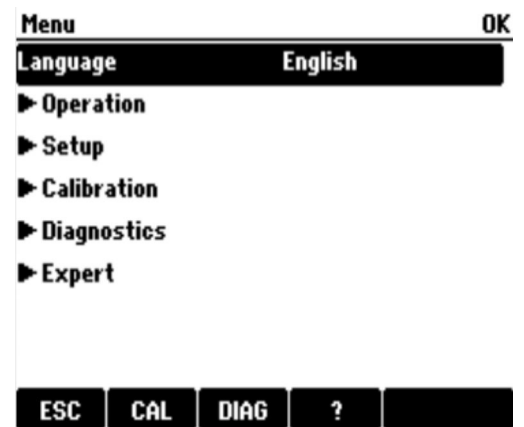 Menu OK
Language English
Operation
Setup
Calibration
Diagnostics
Expert
ESC CAL DIAG ?